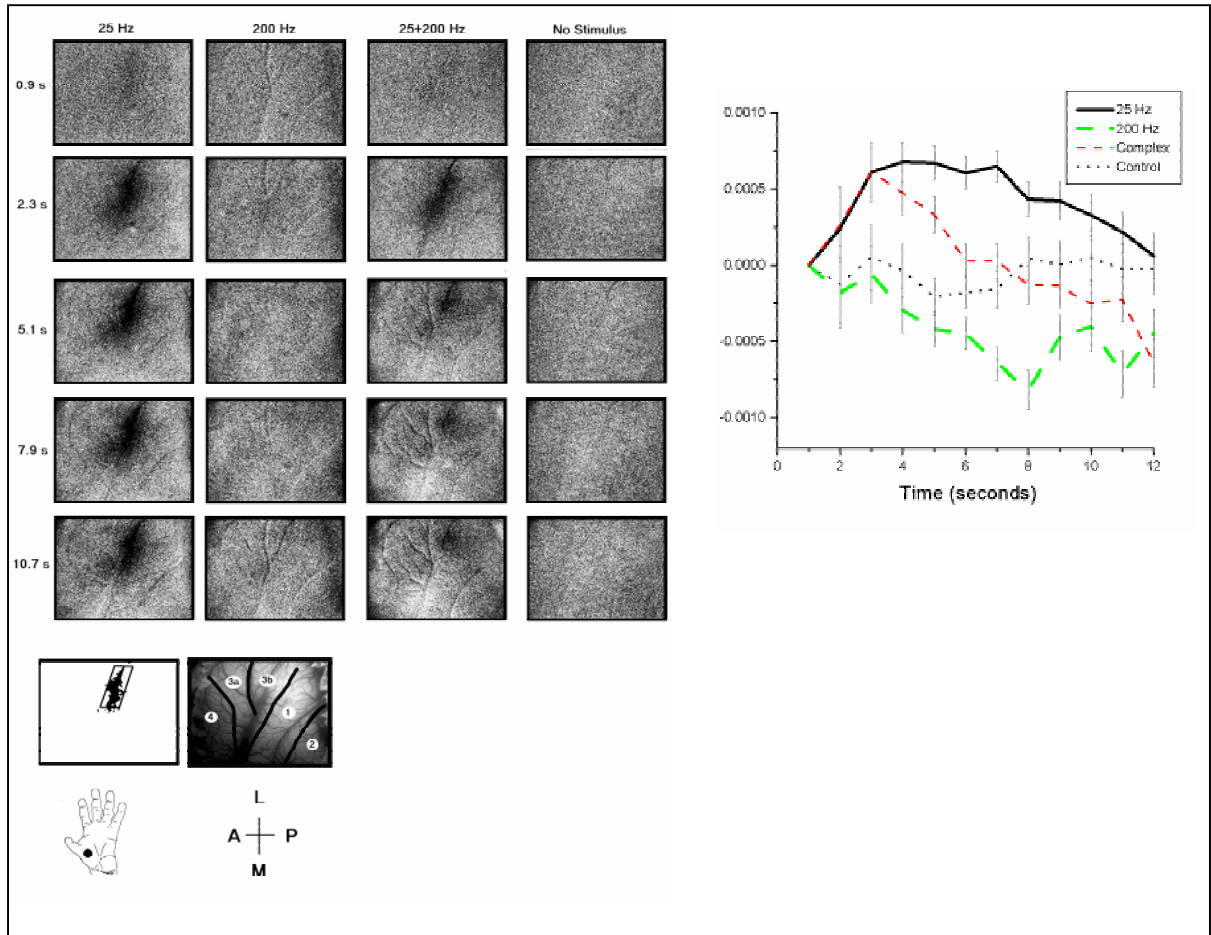 25 Hz 200 Hz 25+200 Hz No Stimulus
0.9 s
2.3 s
5.1 s
7.9 s
10.7 s
3a 3b
4 1
2
L
A P
M
25 Hz
200 Hz
Complex
Control
0.0010
0.0005
0.0000
-0.0005
-0.0010
0 2 4 6 8 10 12
Time (seconds)